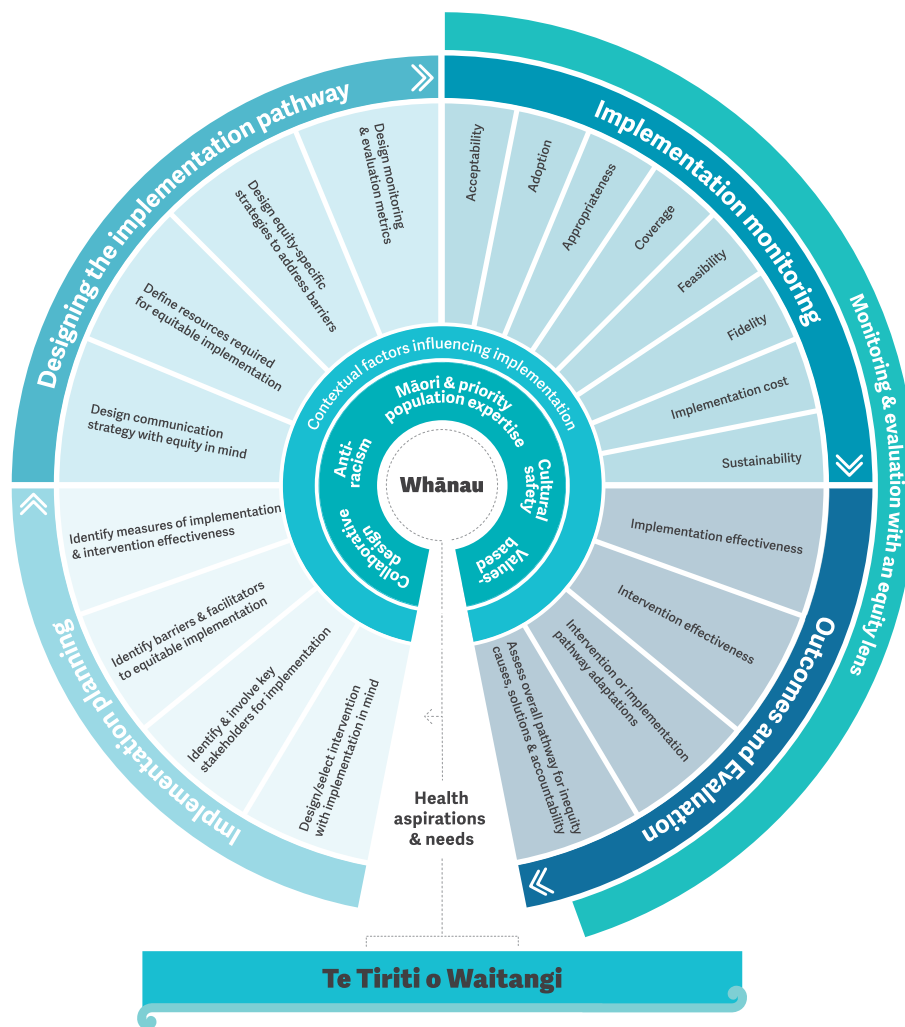 Whānau
Māori & priority
population expertise
Cultural
safety
Values-
based
Collaborative
design
Anti-
racism
Contextual factors influencing implementation
Health
aspirations
& needs
Implementation planning
Design/select intervention
with implementation in mind
Identify & involve key
stakeholders for implementation
Identify barriers & facilitators
to equitable implementation
Identify measures of implementation
& intervention effectiveness
Designing the implementation pathway
Design communication
strategy with equity in mind
Define resources required
for equitable implementation
Design equity-specific
strategies to address barriers
Design monitoring
& evaluation metrics
Implementation monitoring
Acceptability
Adoption
Appropriateness
Coverage
Feasibility
Fidelity
Implementation cost
Sustainability
Monitoring & evaluation with an equity lens
Outcomes and Evaluation
Implementation effectiveness
Intervention effectiveness
Intervention or implementation
pathway adaptations
Assess overall pathway for inequity
causes, solutions & accountability
Te Tiriti o Waitangi